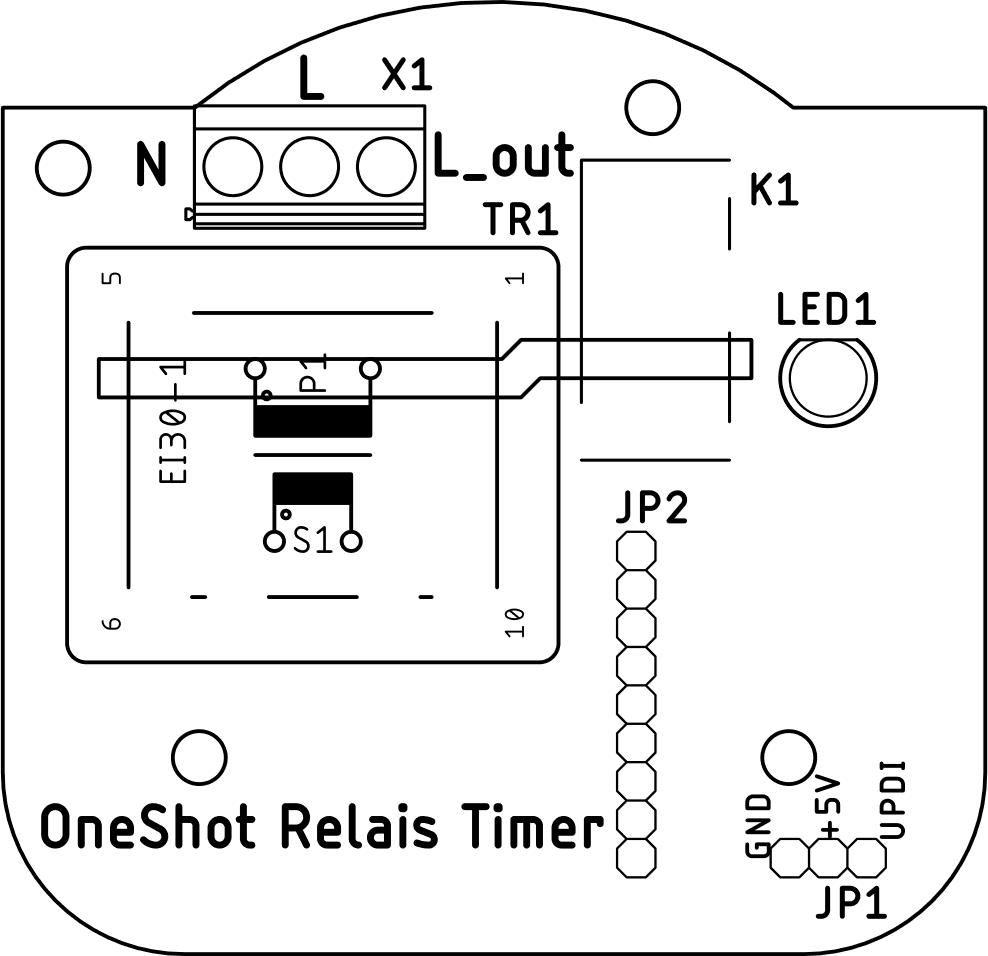 L
X1
N
L_out
K1
TR1
5
1
LED1
P1
EI30-1
JP2
S1
6
10
OneShot Relais Timer
GND
+5V
UPDI
JP1